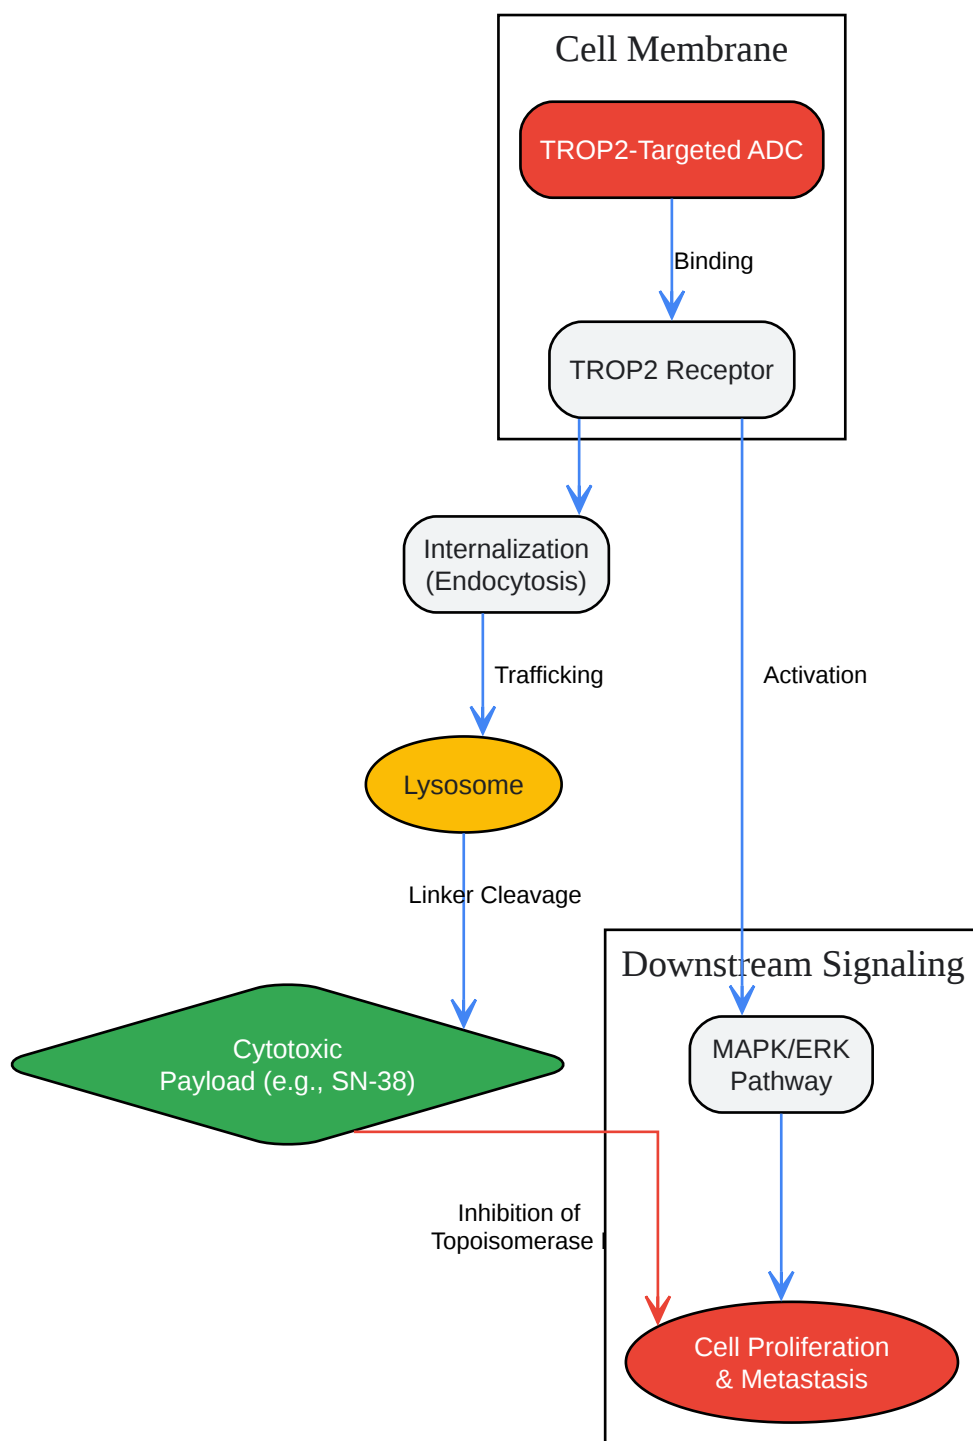 Cell Membrane
TROP2-Targeted ADC
Binding
TROP2 Receptor
Internalization
(Endocytosis)
Trafficking
Activation
Lysosome
Linker Cleavage
Downstream Signaling
MAPK/ERK
Pathway
Cytotoxic
Payload (e.g., SN-38)
Inhibition of
Topoisomerase I
Cell Proliferation
& Metastasis